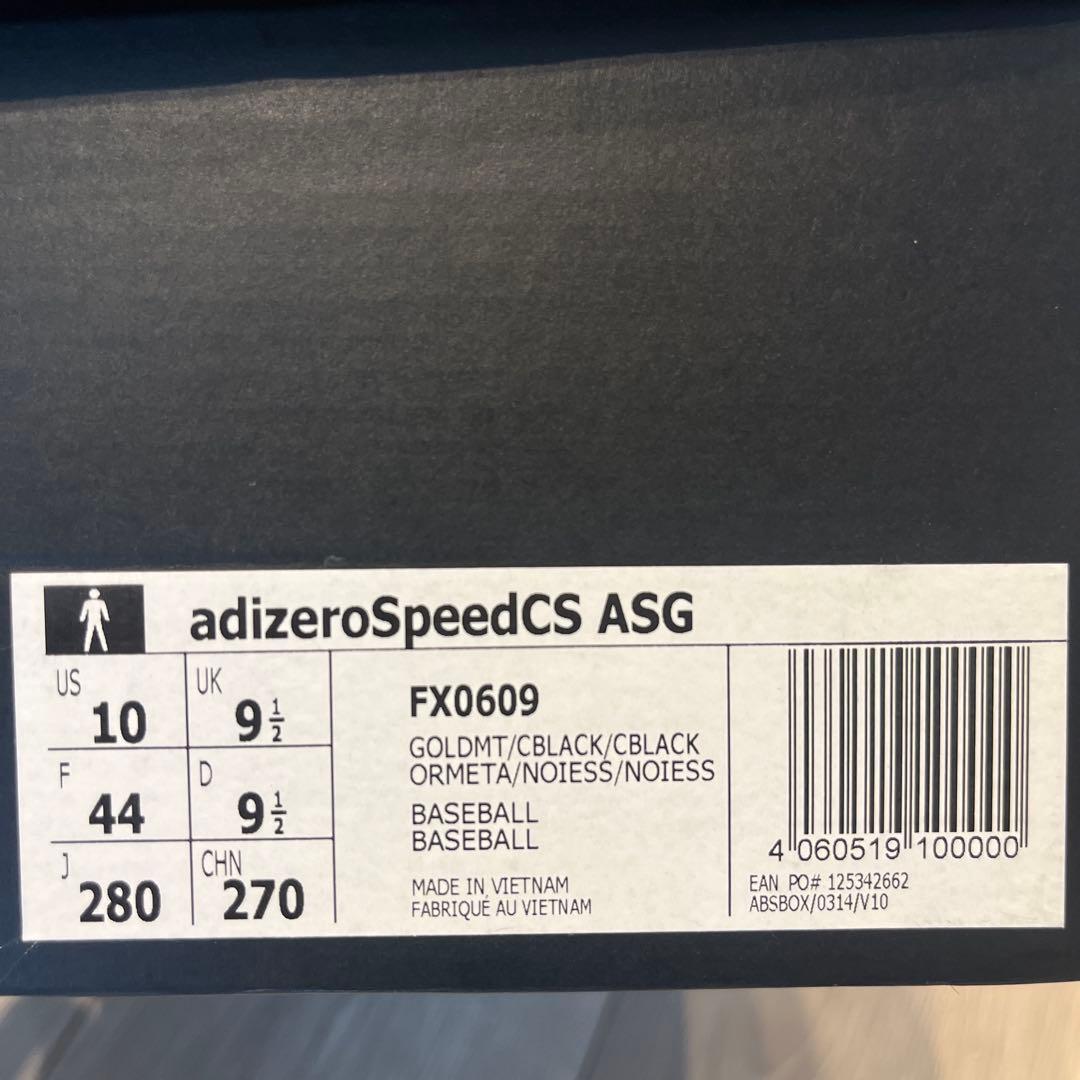 adizeroSpeedCS ASG
US
10
UK
9 1/2
F
44
D
9 1/2
J
280
CHN
270
FX0609
GOLDMT/CBLACK/CBLACK
ORMETA/NOIESS/NOIESS
BASEBALL
BASEBALL
MADE IN VIETNAM
FABRIQUÉ AU VIETNAM
4 060519 100000
EAN PO# 125342662
ABSBOX/0314/V10